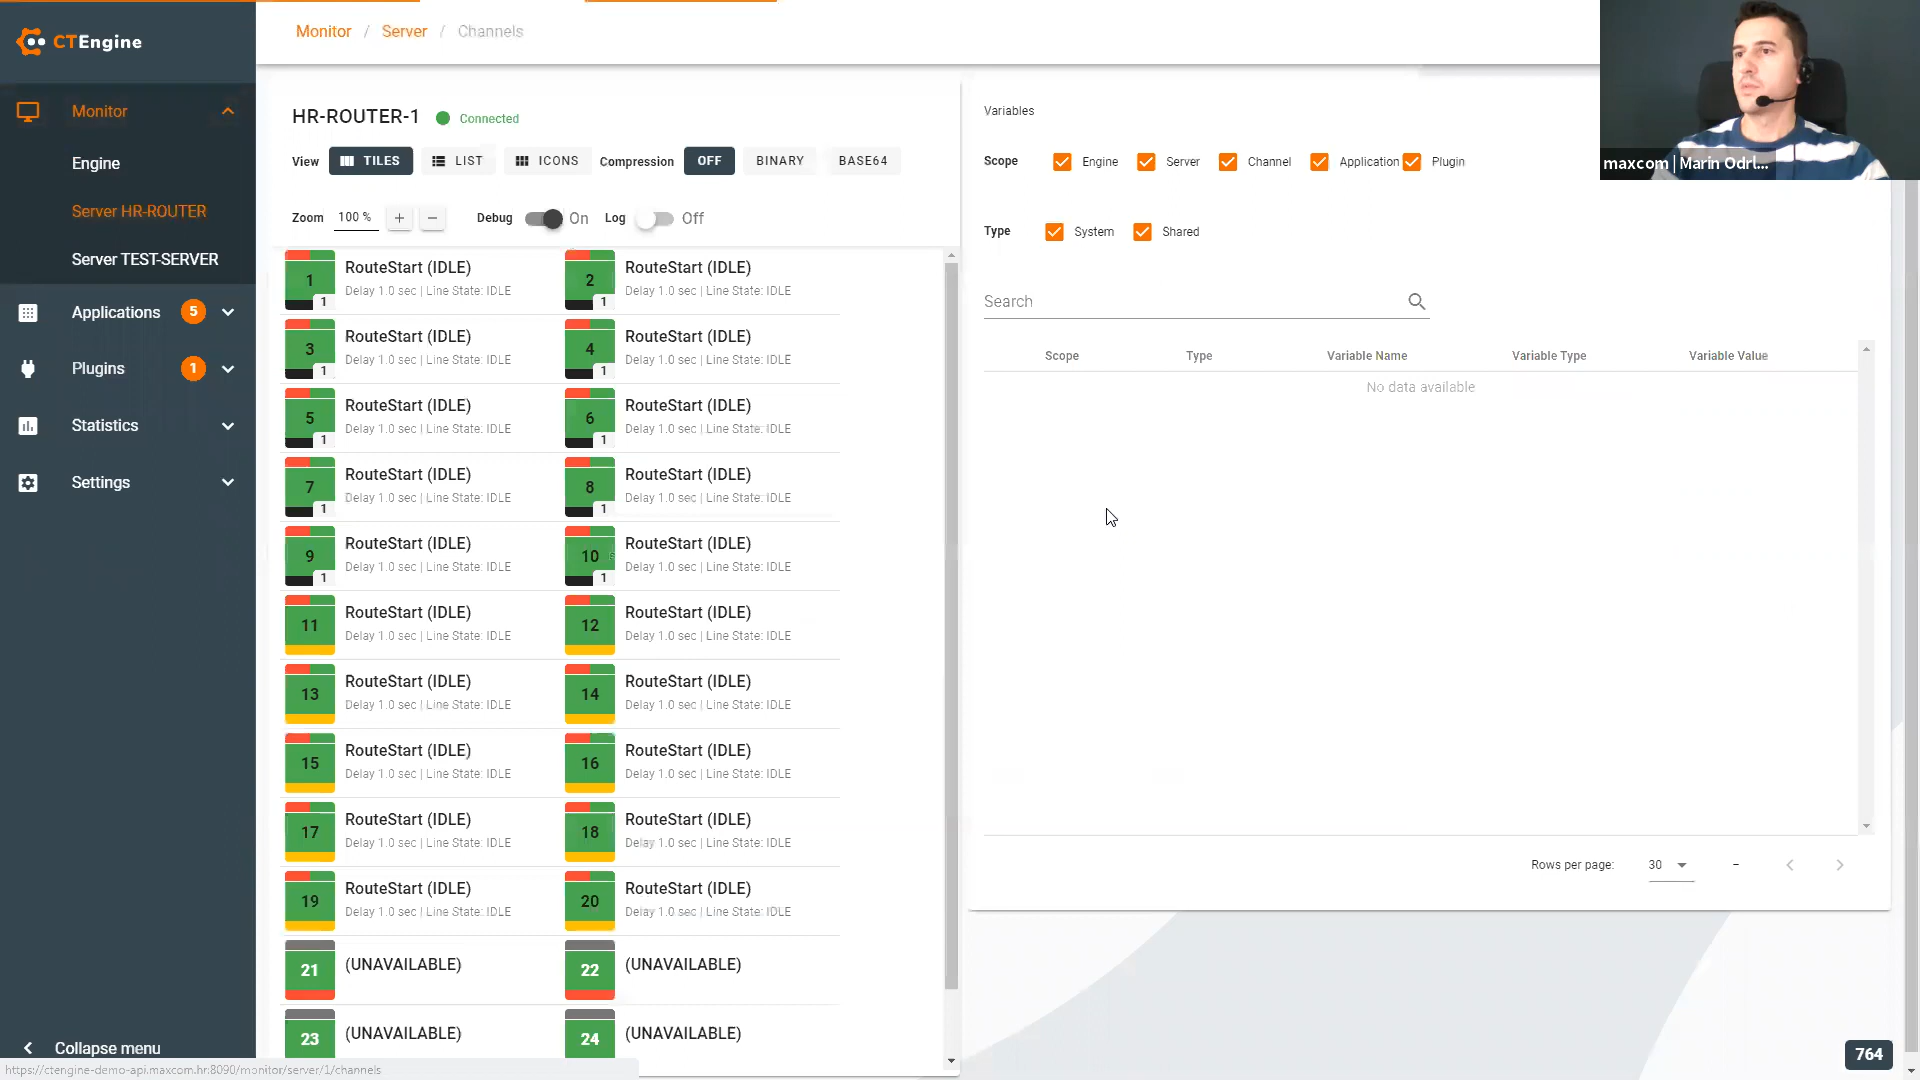 CTEngine
Monitor
Engine
Server HR-ROUTER
Server TEST-SERVER
Applications 5
Plugins 1
Statistics
Settings
Collapse menu
https://ctengine-demo-api.maxcom.hr:8090/monitor/server/1/channels
Monitor / Server / Channels
HR-ROUTER-1 Connected
View TILES LIST ICONS Compression OFF BINARY BASE64
Zoom 100 % + − Debug On Log Off
1 RouteStart (IDLE) 2 RouteStart (IDLE)
1 Delay 1.0 sec | Line State: IDLE 1 Delay 1.0 sec | Line State: IDLE
3 RouteStart (IDLE) 4 RouteStart (IDLE)
1 Delay 1.0 sec | Line State: IDLE 1 Delay 1.0 sec | Line State: IDLE
5 RouteStart (IDLE) 6 RouteStart (IDLE)
1 Delay 1.0 sec | Line State: IDLE 1 Delay 1.0 sec | Line State: IDLE
7 RouteStart (IDLE) 8 RouteStart (IDLE)
1 Delay 1.0 sec | Line State: IDLE 1 Delay 1.0 sec | Line State: IDLE
9 RouteStart (IDLE) 10 RouteStart (IDLE)
1 Delay 1.0 sec | Line State: IDLE 1 Delay 1.0 sec | Line State: IDLE
11 RouteStart (IDLE) 12 RouteStart (IDLE)
Delay 1.0 sec | Line State: IDLE Delay 1.0 sec | Line State: IDLE
13 RouteStart (IDLE) 14 RouteStart (IDLE)
Delay 1.0 sec | Line State: IDLE Delay 1.0 sec | Line State: IDLE
15 RouteStart (IDLE) 16 RouteStart (IDLE)
Delay 1.0 sec | Line State: IDLE Delay 1.0 sec | Line State: IDLE
17 RouteStart (IDLE) 18 RouteStart (IDLE)
Delay 1.0 sec | Line State: IDLE Delay 1.0 sec | Line State: IDLE
19 RouteStart (IDLE) 20 RouteStart (IDLE)
Delay 1.0 sec | Line State: IDLE Delay 1.0 sec | Line State: IDLE
21 (UNAVAILABLE) 22 (UNAVAILABLE)
23 (UNAVAILABLE) 24 (UNAVAILABLE)
Variables
Scope Engine Server Channel Application Plugin
Type System Shared
Search
Scope Type Variable Name Variable Type Variable Value
No data available
Rows per page: 30 –
764
maxcom | Marin Odrl...